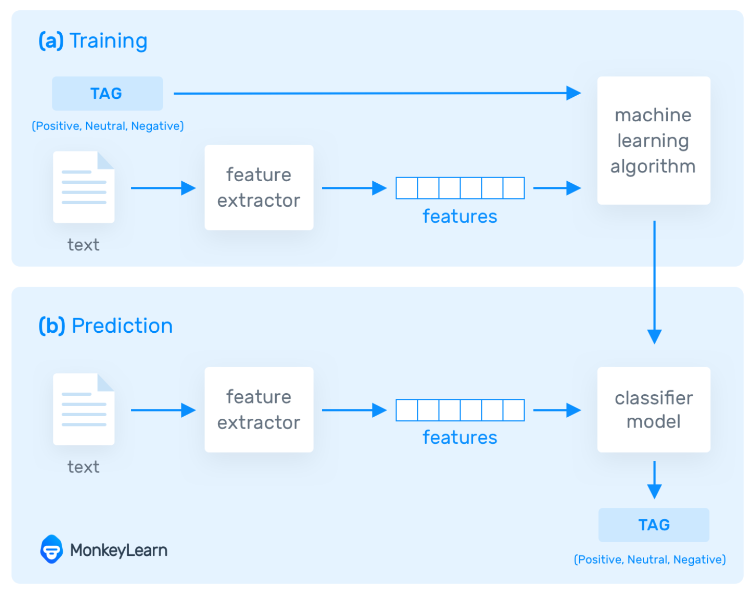 (a) Training
TAG
(Positive, Neutral, Negative)
machine
learning
algorithm
feature
extractor
features
text
(b) Prediction
feature
extractor
classifier
model
features
text
TAG
(Positive, Neutral, Negative)
MonkeyLearn